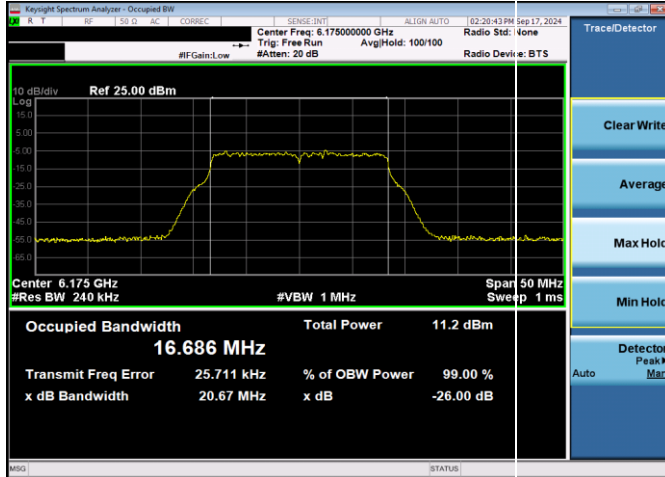 Keysight Spectrum Analyzer - Occupied BW
LXI R T RF 50 Ω AC CORREC SENSE:INT ALIGN AUTO 02:20:43 PM Sep 17, 2024
Center Freq: 6.175000000 GHz Radio Std: None
Trig: Free Run Avg|Hold: 100/100
#IFGain:Low #Atten: 20 dB Radio Device: BTS
Trace/Detector
10 dB/div Ref 25.00 dBm
Log
15.0
5.00
-5.00
-15.0
-25.0
-35.0
-45.0
-55.0
-65.0
Center 6.175 GHz Span 50 MHz
#Res BW 240 kHz #VBW 1 MHz Sweep 1 ms
Occupied Bandwidth Total Power 11.2 dBm
16.686 MHz
Transmit Freq Error 25.711 kHz % of OBW Power 99.00 %
x dB Bandwidth 20.67 MHz x dB -26.00 dB
Clear Write
Average
Max Hold
Min Hold
Detector
Peak
Auto Man
MSG STATUS